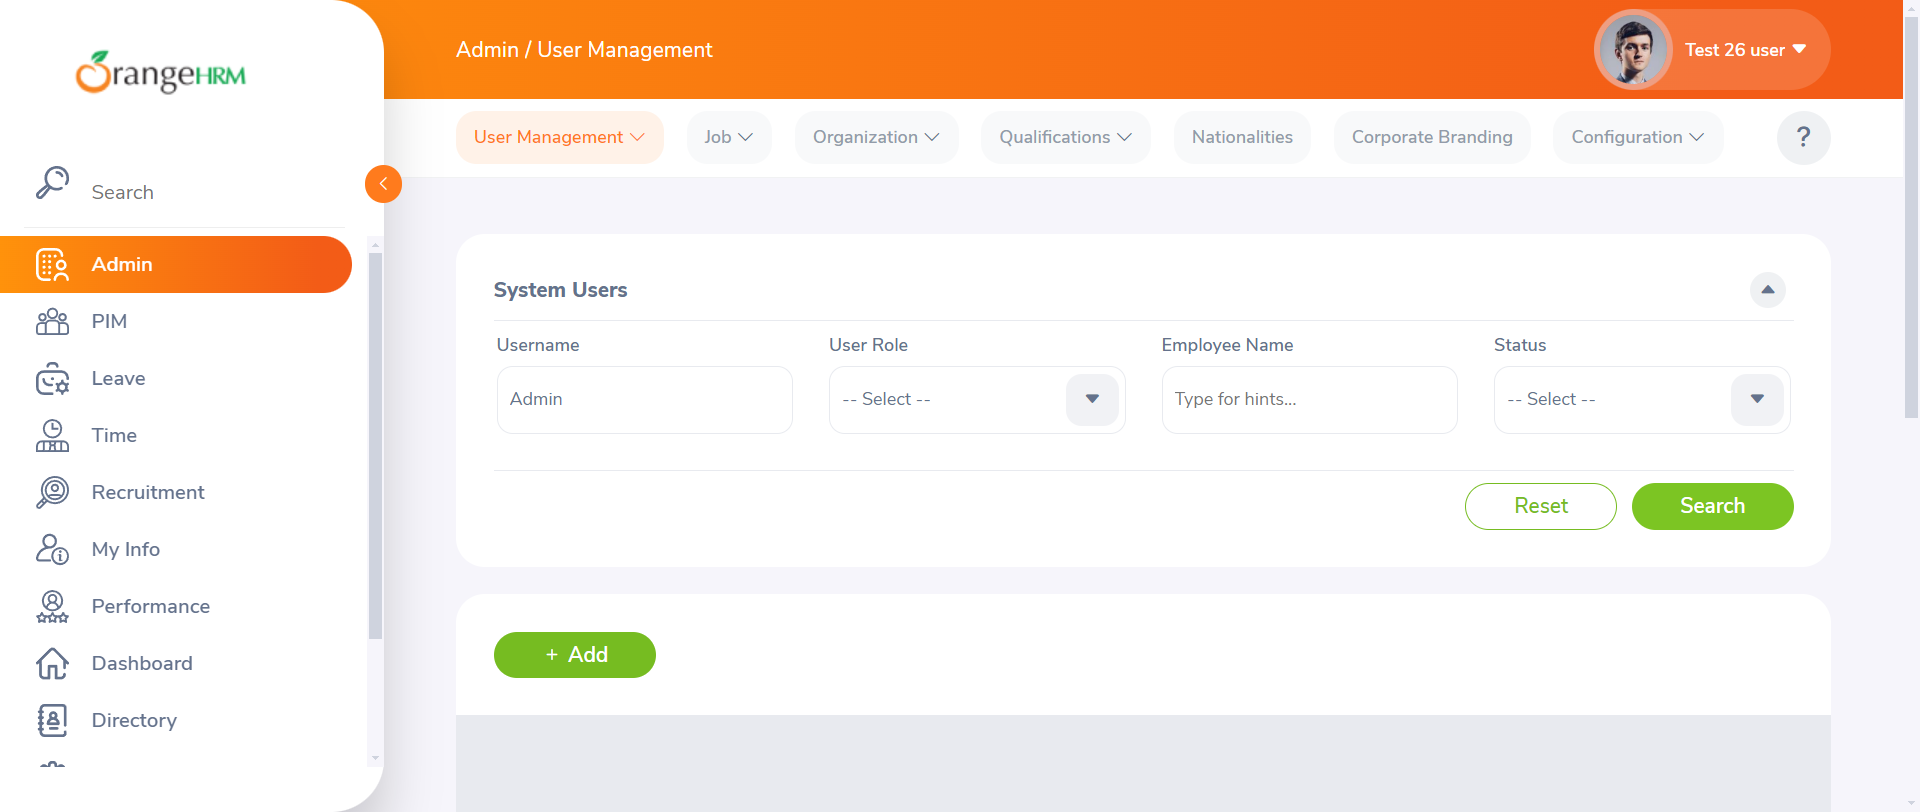 OrangeHRM
Search
Admin
PIM
Leave
Time
Recruitment
My Info
Performance
Dashboard
Directory
Admin / User Management
Test 26 user
User Management
Job
Organization
Qualifications
Nationalities
Corporate Branding
Configuration
?
System Users
Username
User Role
Employee Name
Status
Admin
-- Select --
Type for hints...
-- Select --
Reset
Search
+ Add